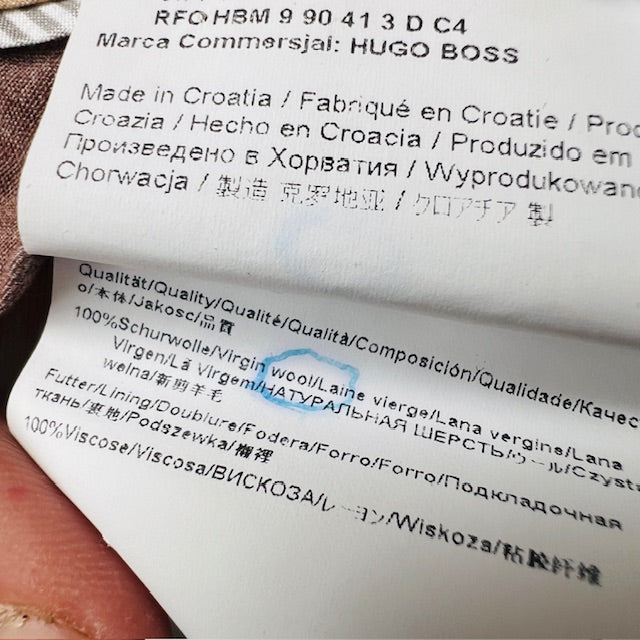 RFO HBM 9 90 41 3 D C4
Marca Commersjal: HUGO BOSS
Made in Croatia / Fabriqué en Croatie / Prod
Croazia / Hecho en Croacia / Produzido em
Произведено в Хорватия / Wyprodukowano
Chorwacja / 製造 克罗地亚 / クロアチア 製
Qualität/Quality/Qualité/Qualità/Composición/Qualidade/Качес
о/本体/Jakosc/品質
100%Schurwolle/Virgin wool/Laine vierge/Lana vergine/Lana
Virgen/Lã Virgem/НАТУРАЛЬНАЯ ШЕРСТЬ/ウール/Czysta
welna/新剪羊毛
Futter/Lining/Doublure/Fodera/Forro/Forro/Подкладочная
ткань/裏地/Podszewka/襯裡
100%Viscose/Viscosa/ВИСКОЗА/レーヨン/Wiskoza/粘胶纤维